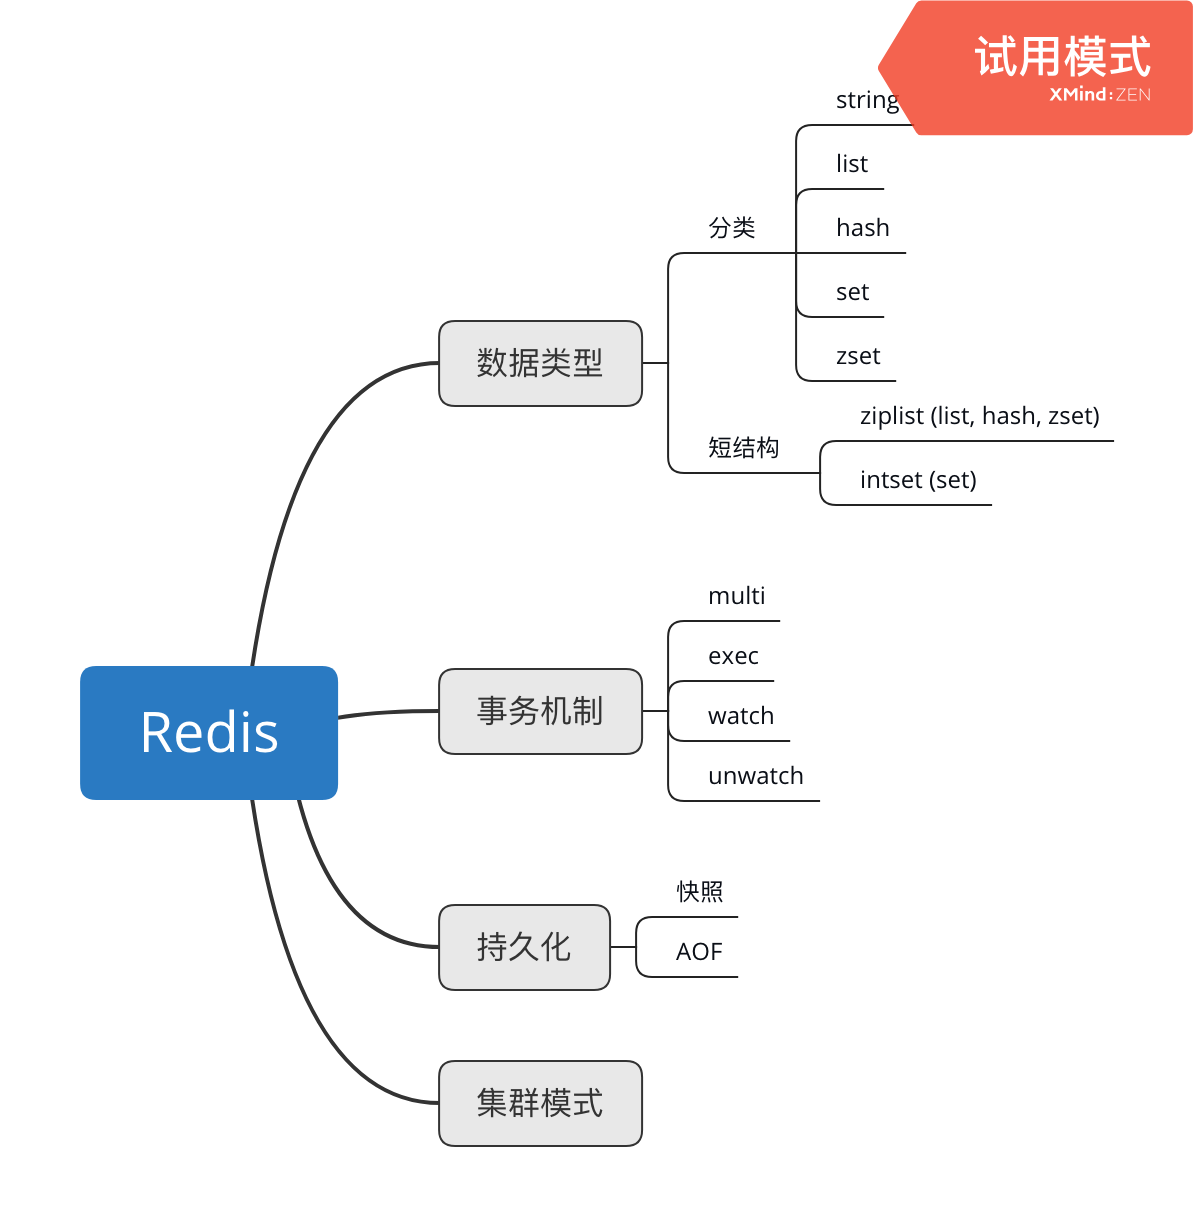 试用模式
XMind:ZEN
string
list
分类
hash
set
数据类型
zset
ziplist (list, hash, zset)
短结构
intset (set)
multi
exec
Redis
事务机制
watch
unwatch
快照
持久化
AOF
集群模式